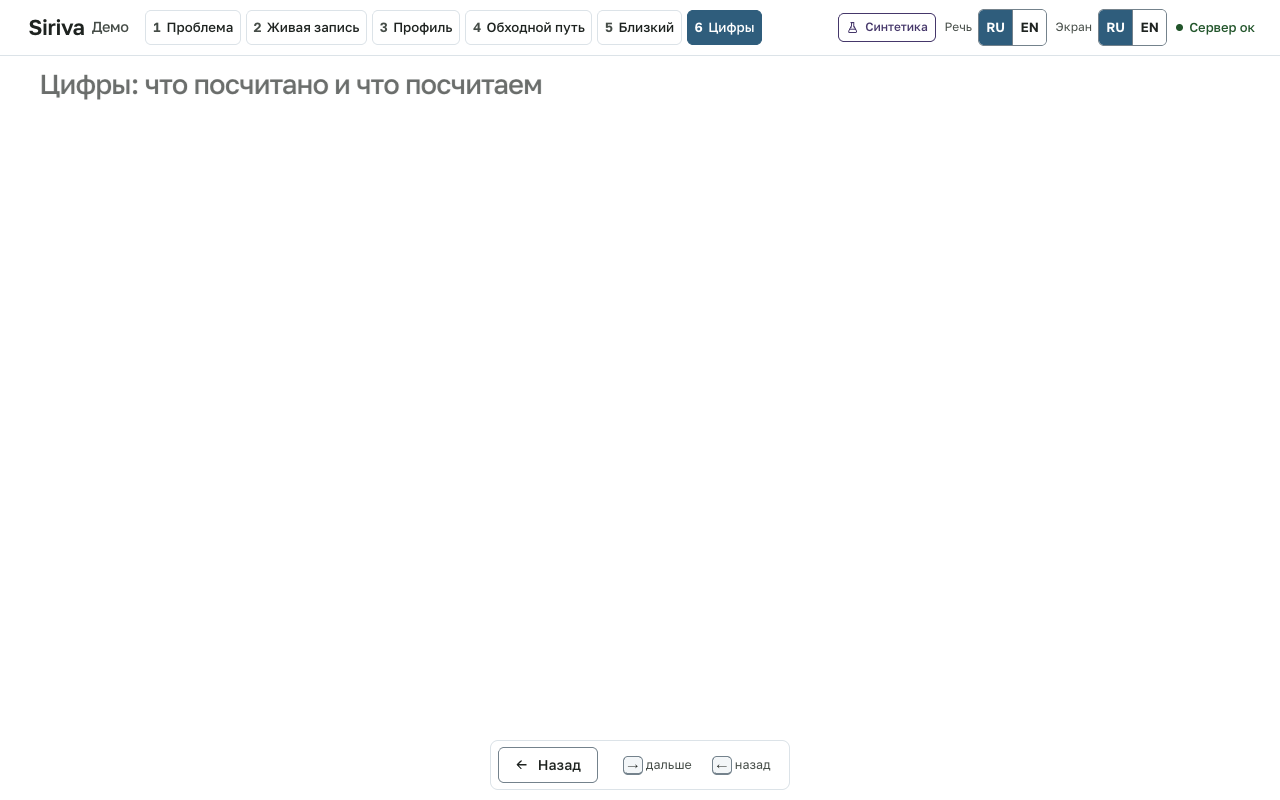 Siriva Демо 1 Проблема 2 Живая запись 3 Профиль 4 Обходной путь 5 Близкий 6 Цифры Синтетика Речь RU EN Экран RU EN Сервер ок
Цифры: что посчитано и что посчитаем
← Назад → дальше ← назад